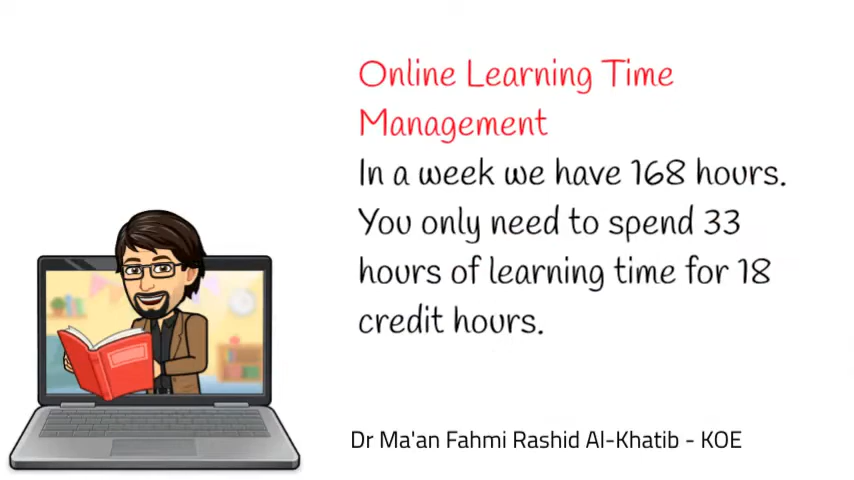 Online Learning Time
Management
In a week we have 168 hours.
You only need to spend 33
hours of learning time for 18
credit hours.
Dr Ma'an Fahmi Rashid Al-Khatib - KOE